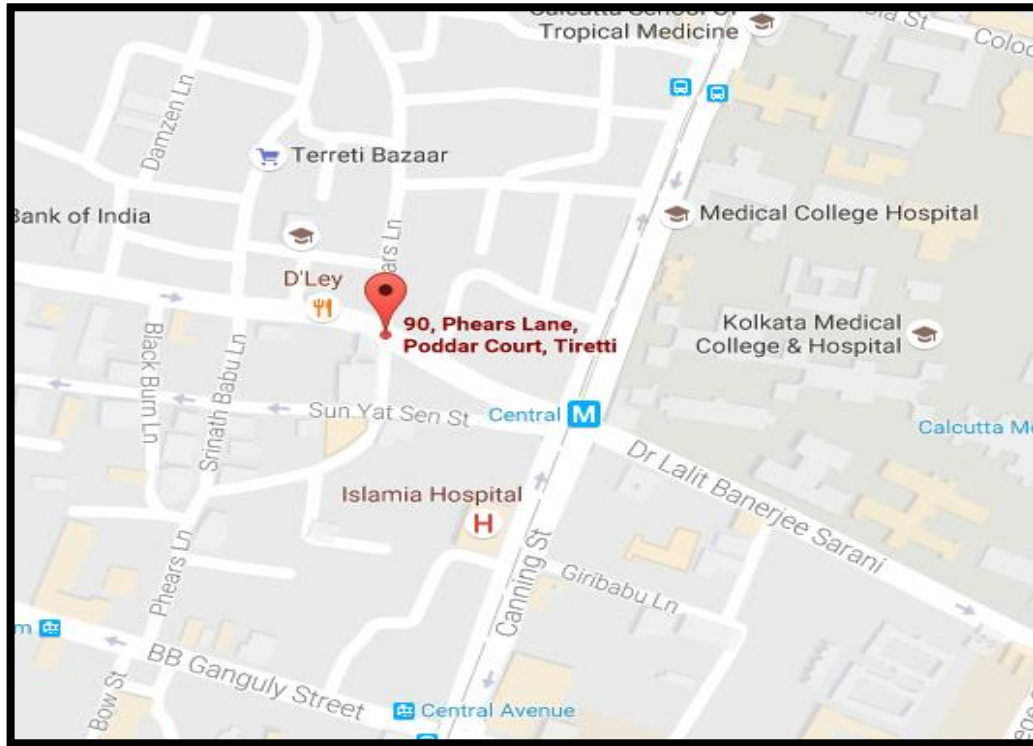 Tropical Medicine
Damzen Ln
Terreti Bazaar
Bank of India
Medical College Hospital
D'Ley
90, Phears Lane,
Poddar Court, Tiretti
Kolkata Medical
College & Hospital
Black Burn Ln
Srinath Babu Ln
Sun Yat Sen St
Central
M
Dr Lalit Banerjee Sarani
Islamia Hospital
H
Canning St
Giribabu Ln
Phears Ln
BB Ganguly Street
Bow St
Central Avenue